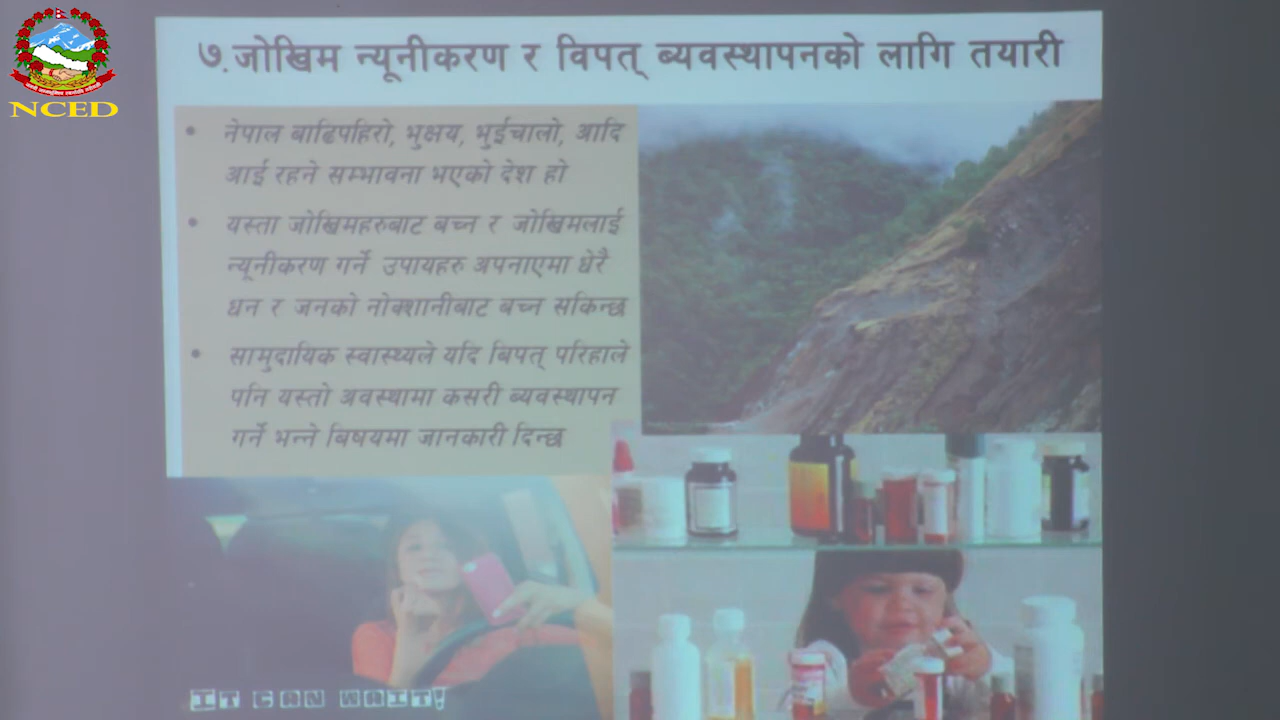 NCED
७. जोखिम न्यूनीकरण र विपत् ब्यवस्थापनको लागि तयारी
नेपाल बाढिपहिरो, भुक्षय, भुईचालो, आदि
आई रहने सम्भावना भएको देश हो
यस्ता जोखिमहरुबाट बच्न र जोखिमलाई
न्यूनीकरण गर्ने उपायहरु अपनाएमा धेरै
धन र जनको नोक्शानीबाट बच्न सकिन्छ
सामुदायिक स्वास्थ्यले यदि बिपत् परिहाले
पनि यस्तो अवस्थामा कसरी ब्यवस्थापन
गर्ने भन्ने बिषयमा जानकारी दिन्छ
IT CAN WAIT!